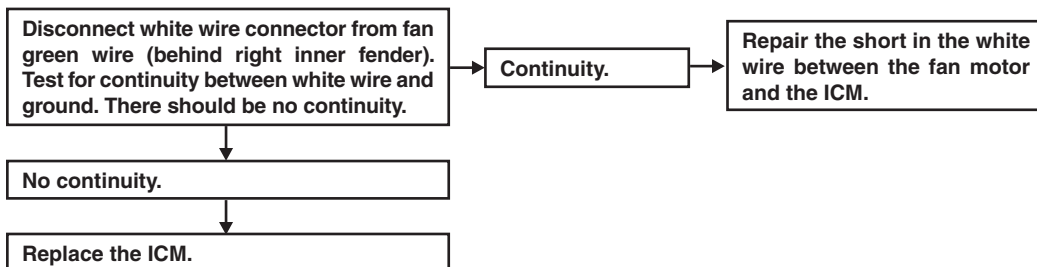 Disconnect white wire connector from fan
green wire (behind right inner fender).
Test for continuity between white wire and
ground. There should be no continuity.
Continuity.
Repair the short in the white
wire between the fan motor
and the ICM.
No continuity.
Replace the ICM.